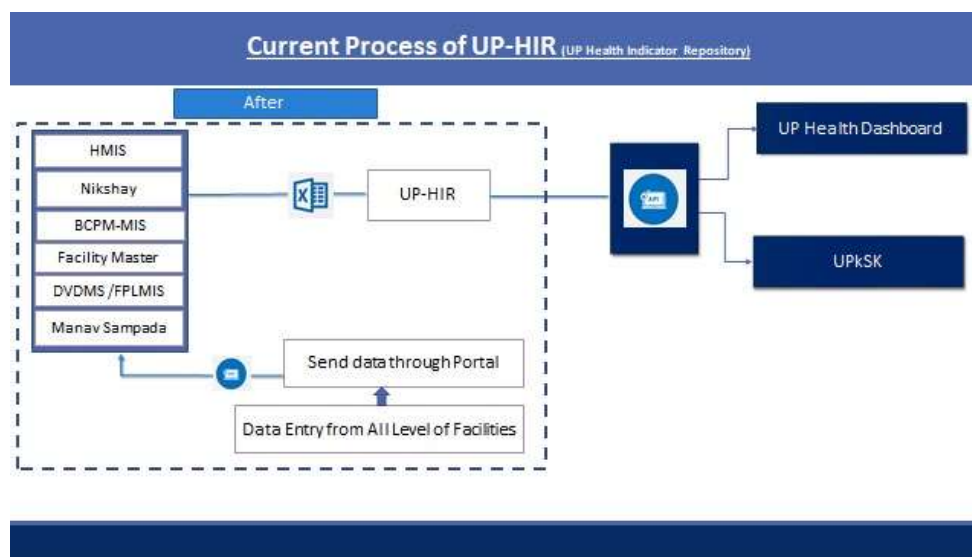 Current Process of UP-HIR (UP Health Indicator Repository)
After
HMIS
Nikshay
BCPM-MIS
Facility Master
DVDMS /FPLMIS
Manav Sampada
X
UP-HIR
API
UP Health Dashboard
UPkSK
Send data through Portal
Data Entry from All Level of Facilities